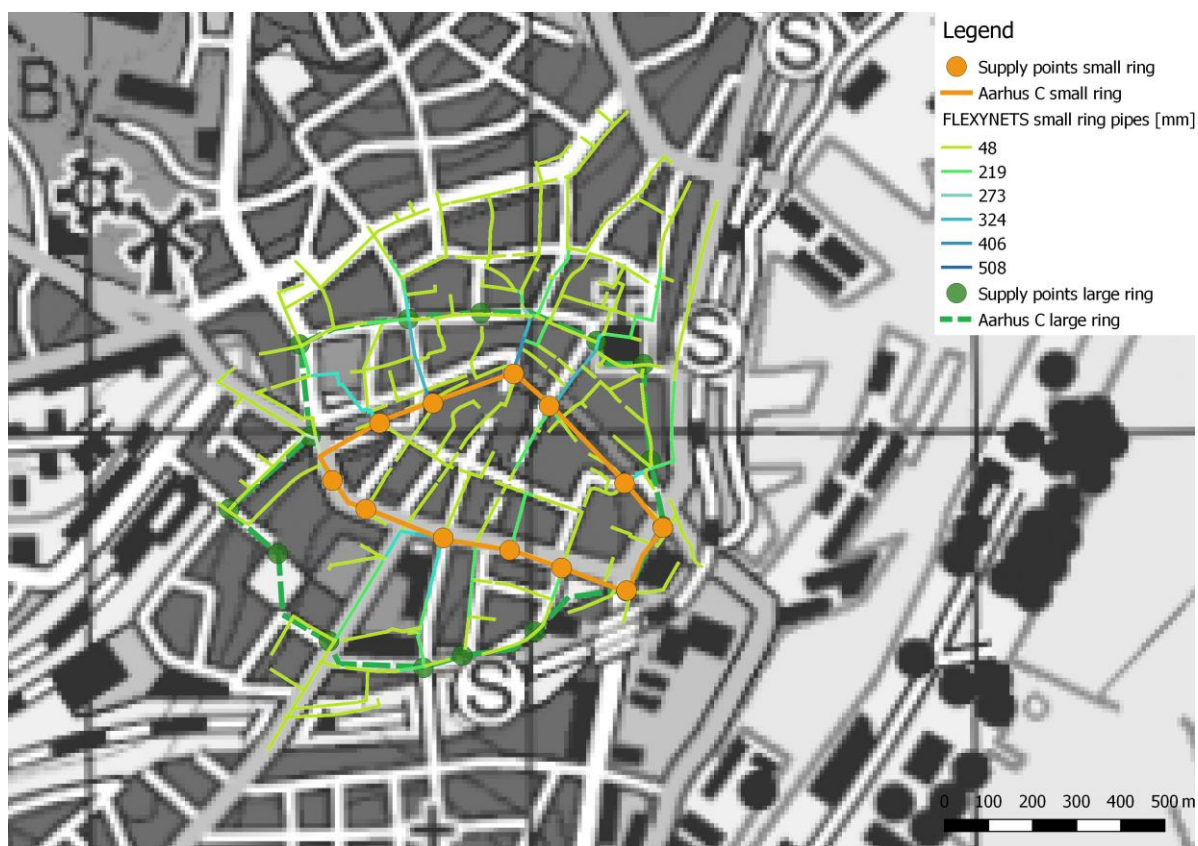 By
S
S
S
Legend
Supply points small ring
Aarhus C small ring
FLEXYNETS small ring pipes [mm]
48
219
273
324
406
508
Supply points large ring
Aarhus C large ring
0 100 200 300 400 500 m